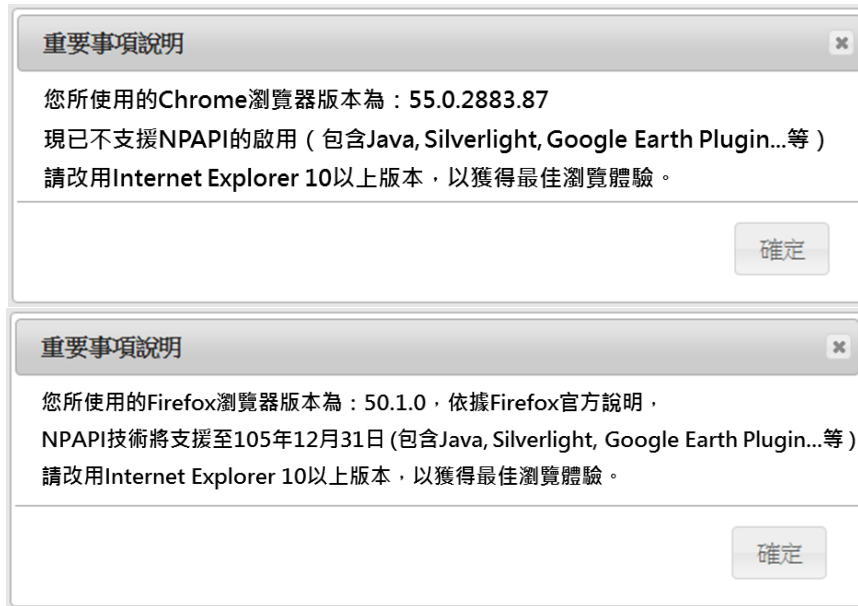 重要事項說明
您所使用的Chrome瀏覽器版本為：55.0.2883.87
現已不支援NPAPI的啟用（包含Java, Silverlight, Google Earth Plugin...等）
請改用Internet Explorer 10以上版本，以獲得最佳瀏覽體驗。
確定
重要事項說明
您所使用的Firefox瀏覽器版本為：50.1.0，依據Firefox官方說明，
NPAPI技術將支援至105年12月31日 (包含Java, Silverlight, Google Earth Plugin...等）
請改用Internet Explorer 10以上版本，以獲得最佳瀏覽體驗。
確定